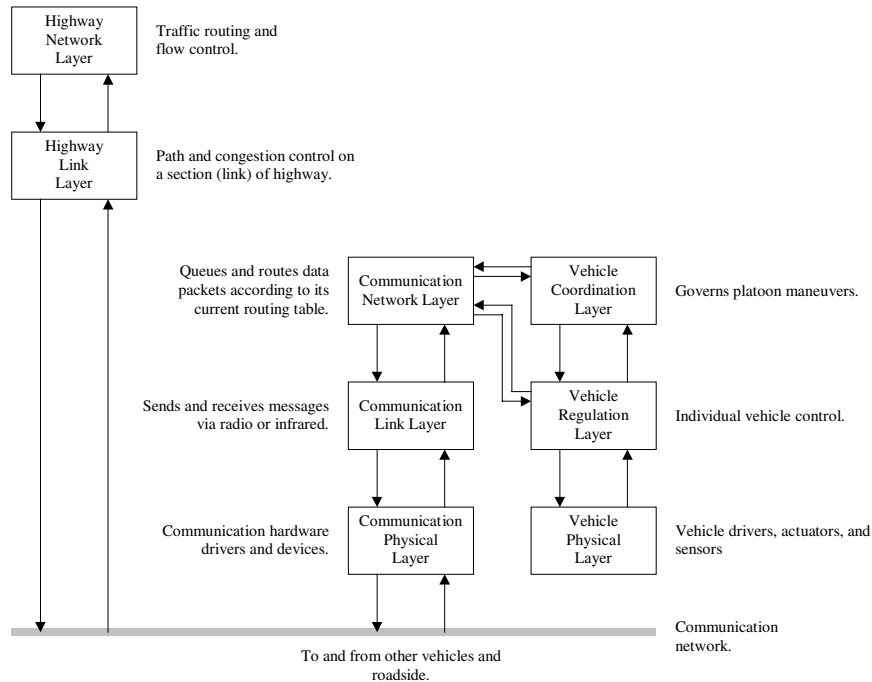 Highway
Network
Layer
Traffic routing and
flow control.
Highway
Link
Layer
Path and congestion control on
a section (link) of highway.
Queues and routes data
packets according to its
current routing table.
Communication
Network Layer
Vehicle
Coordination
Layer
Governs platoon maneuvers.
Sends and receives messages
via radio or infrared.
Communication
Link Layer
Vehicle
Regulation
Layer
Individual vehicle control.
Communication hardware
drivers and devices.
Communication
Physical
Layer
Vehicle
Physical
Layer
Vehicle drivers, actuators, and
sensors
Communication
network.
To and from other vehicles and
roadside.